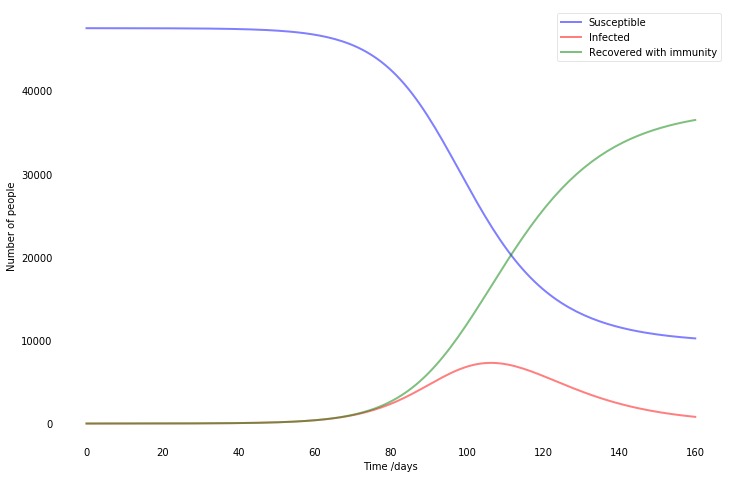 Susceptible
Infected
Recovered with immunity
Number of people
40000
30000
20000
10000
0
0 20 40 60 80 100 120 140 160
Time /days